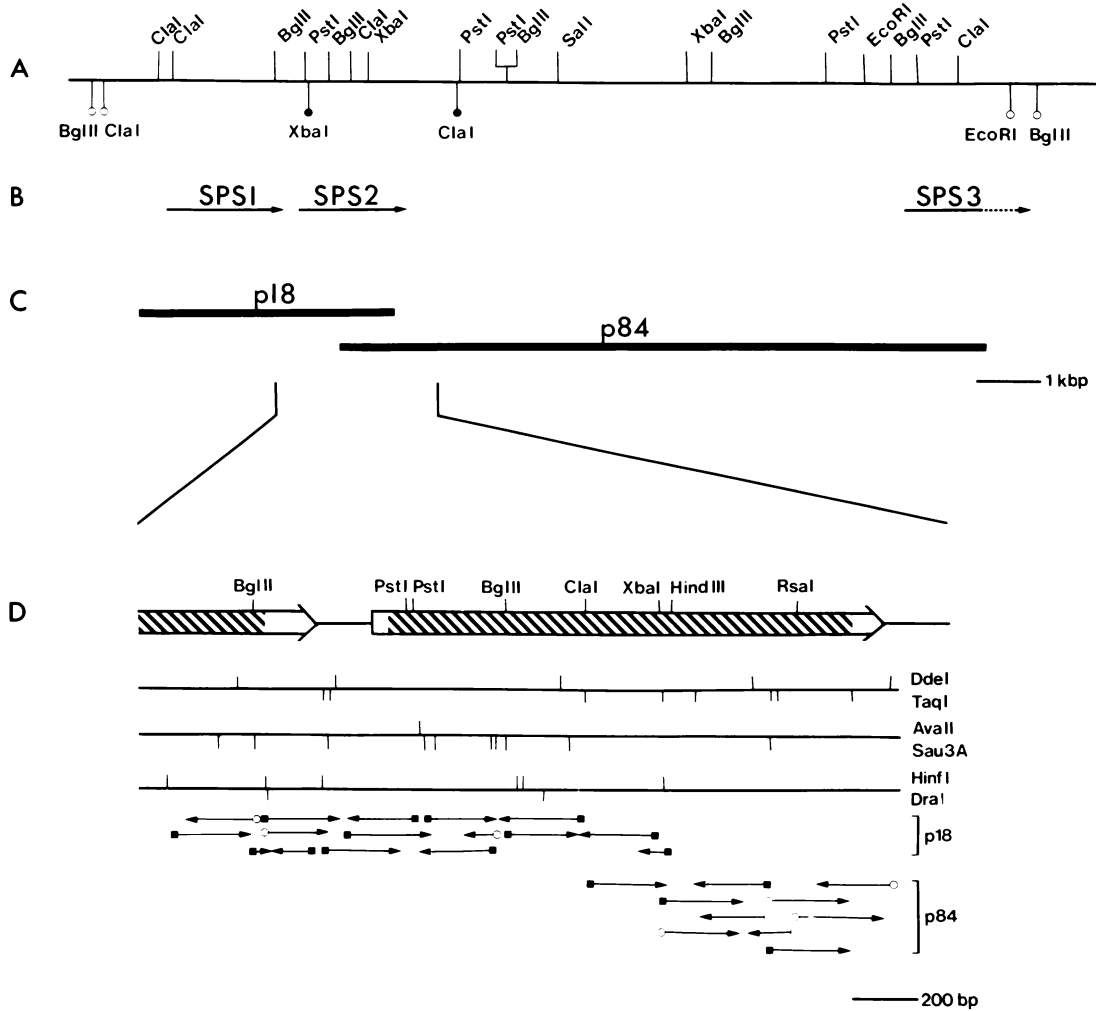 ClaI
ClaI
BglII
PstI
BglII
ClaI
XbaI
PstI
PstI
BglII
SalI
XbaI
BglII
PstI
EcoRI
BglII
PstI
ClaI
A
BglII ClaI
XbaI
ClaI
EcoRI
BglII
B
SPS1
SPS2
SPS3
C
p18
p84
1 kbp
D
BglII
PstI PstI
BglII
ClaI
XbaI HindIII
RsaI
DdeI
TaqI
AvaII
Sau3A
HinfI
DraI
p18
p84
200 bp